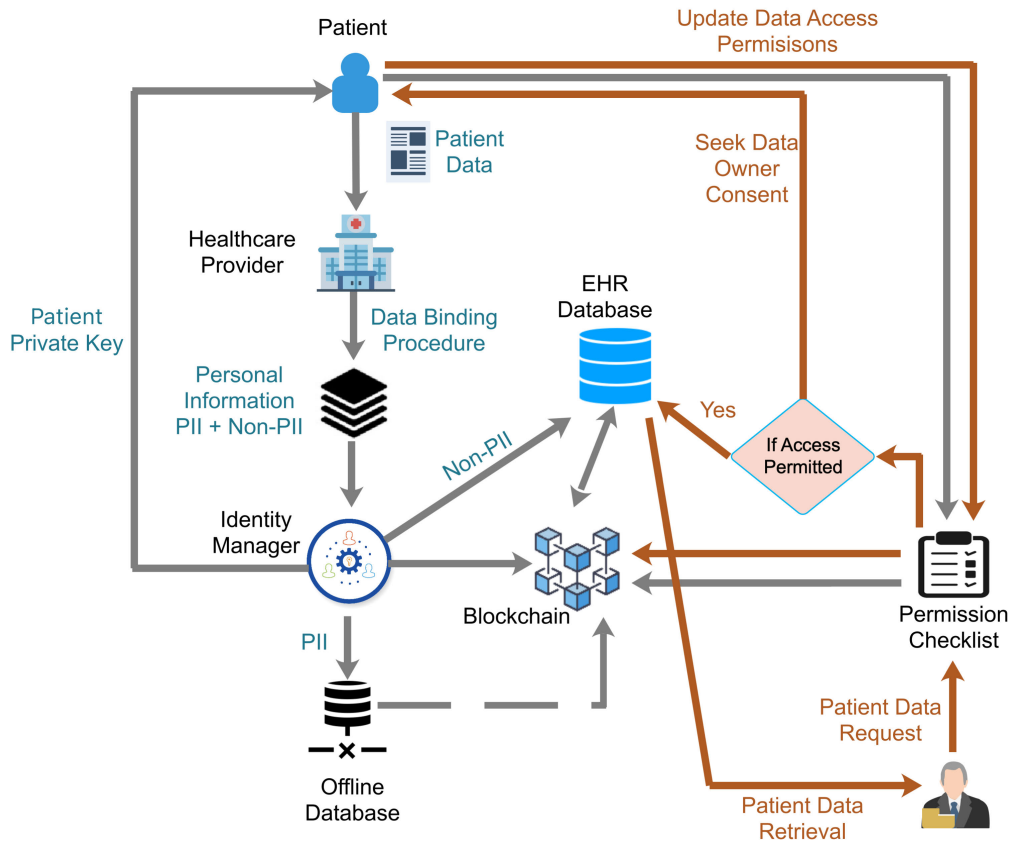 Patient
Update Data Access
Permisisons
Patient
Data
Seek Data
Owner
Consent
Healthcare
Provider
EHR
Database
Patient
Private Key
Data Binding
Procedure
Personal
Information
PII + Non-PII
Yes
If Access
Permitted
Non-PII
Identity
Manager
Blockchain
Permission
Checklist
PII
Patient Data
Request
Offline
Database
Patient Data
Retrieval